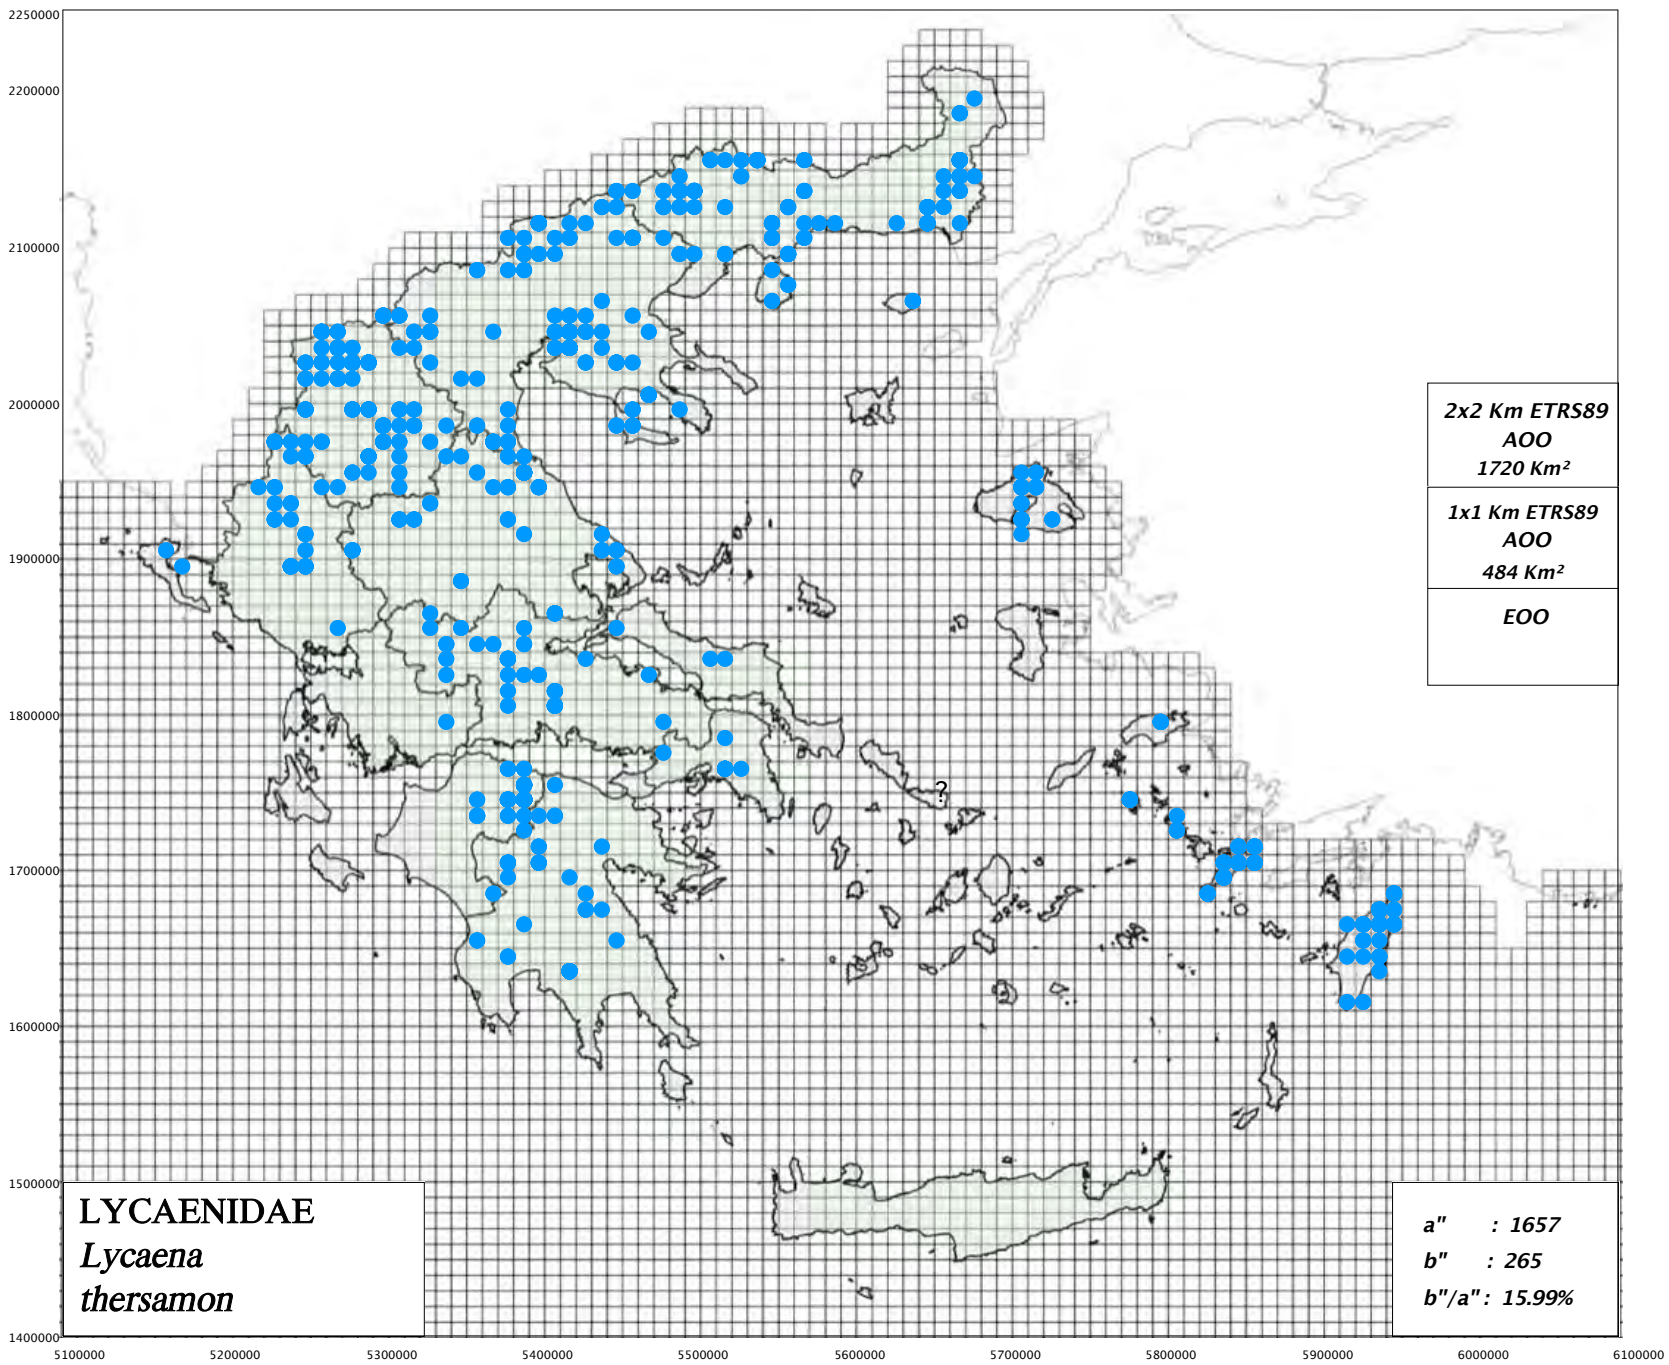 2250000
2200000
2100000
2000000
1900000
1800000
1700000
1600000
1500000
1400000
2x2 Km ETRS89
AOO
1720 Km²
1x1 Km ETRS89
AOO
484 Km²
EOO
?
LYCAENIDAE
Lycaena
thersamon
a" : 1657
b" : 265
b"/a" : 15.99%
5100000 5200000 5300000 5400000 5500000 5600000 5700000 5800000 5900000 6000000 6100000